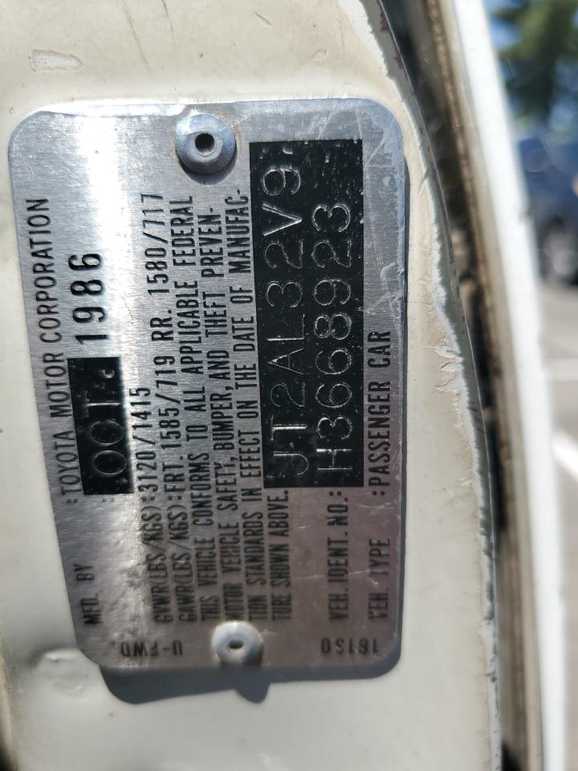 MFD. BY :TOYOTA MOTOR CORPORATION
OCT. 1986
GVWR(LBS/KGS):3120/1415
GAWR(LBS/KGS):FRT.1585/719 RR. 1580/717
THIS VEHICLE CONFORMS TO ALL APPLICABLE FEDERAL
MOTOR VEHICLE SAFETY, BUMPER, AND THEFT PREVEN-
TION STANDARDS IN EFFECT ON THE DATE OF MANUFAC-
TURE SHOWN ABOVE.
JT2AL32V9
VEH. IDENT. NO.: H3668923
VEH TYPE :PASSENGER CAR
U-FWD